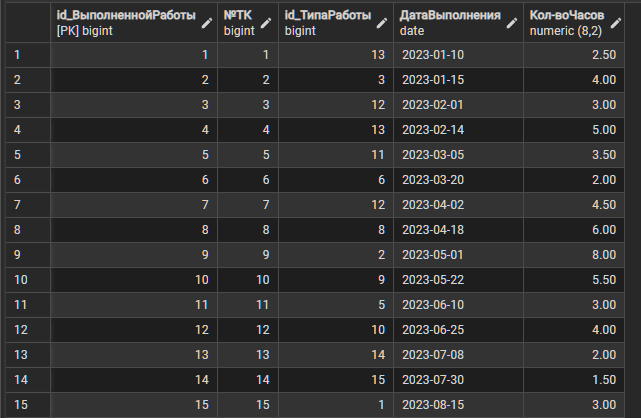 id_ВыполненнойРаботы №ТК id_ТипаРаботы ДатаВыполнения Кол-воЧасов
[PK] bigint bigint bigint date numeric (8,2)
1 1 1 13 2023-01-10 2.50
2 2 2 3 2023-01-15 4.00
3 3 3 12 2023-02-01 3.00
4 4 4 13 2023-02-14 5.00
5 5 5 11 2023-03-05 3.50
6 6 6 6 2023-03-20 2.00
7 7 7 12 2023-04-02 4.50
8 8 8 8 2023-04-18 6.00
9 9 9 2 2023-05-01 8.00
10 10 10 9 2023-05-22 5.50
11 11 11 5 2023-06-10 3.00
12 12 12 10 2023-06-25 4.00
13 13 13 14 2023-07-08 2.00
14 14 14 15 2023-07-30 1.50
15 15 15 1 2023-08-15 3.00